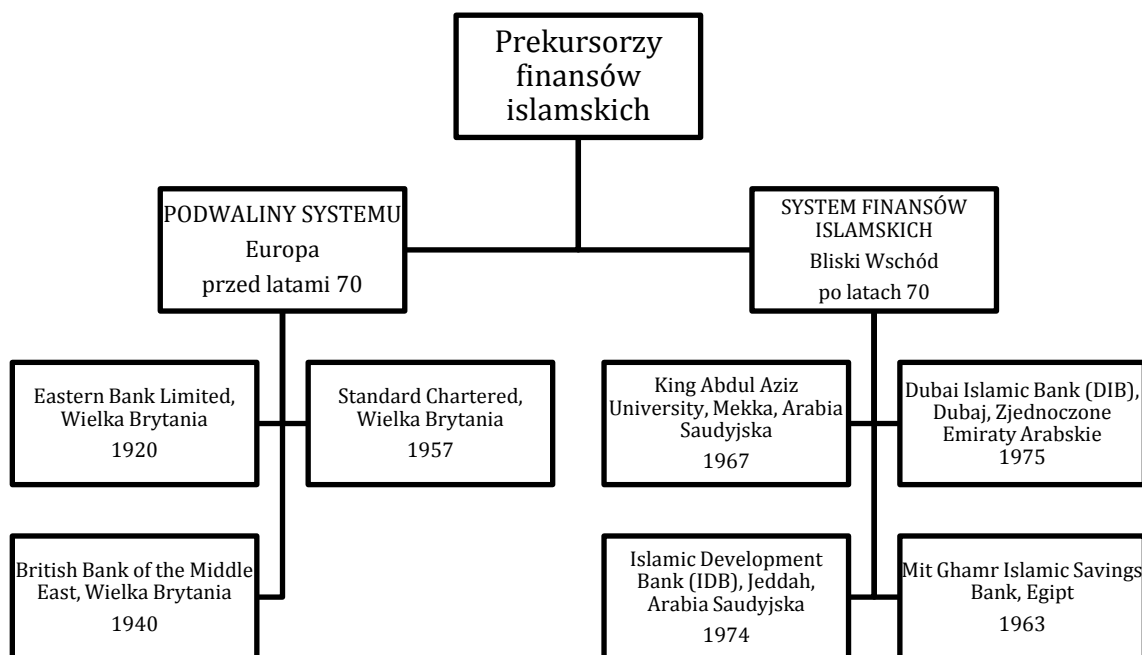 Prekursorzy
finansów
islamskich
PODWALINY SYSTEMU
Europa
przed latami 70
SYSTEM FINANSÓW
ISLAMSKICH
Bliski Wschód
po latach 70
Eastern Bank Limited,
Wielka Brytania
1920
Standard Chartered,
Wielka Brytania
1957
King Abdul Aziz
University, Mekka, Arabia
Saudyjska
1967
Dubai Islamic Bank (DIB),
Dubaj, Zjednoczone
Emiraty Arabskie
1975
British Bank of the Middle
East, Wielka Brytania
1940
Islamic Development
Bank (IDB), Jeddah,
Arabia Saudyjska
1974
Mit Ghamr Islamic Savings
Bank, Egipt
1963